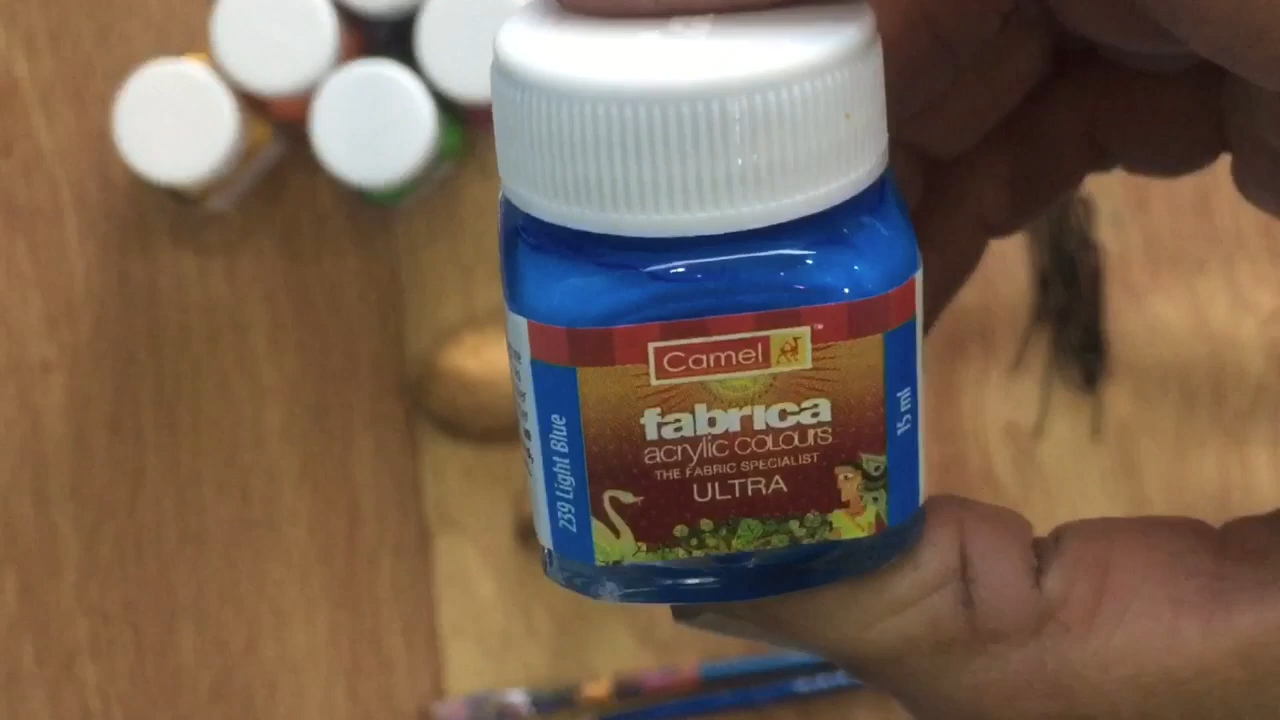 Camel
fabrica
acrylic COLOURS
THE FABRIC SPECIALIST
ULTRA
239 Light Blue
15 ml